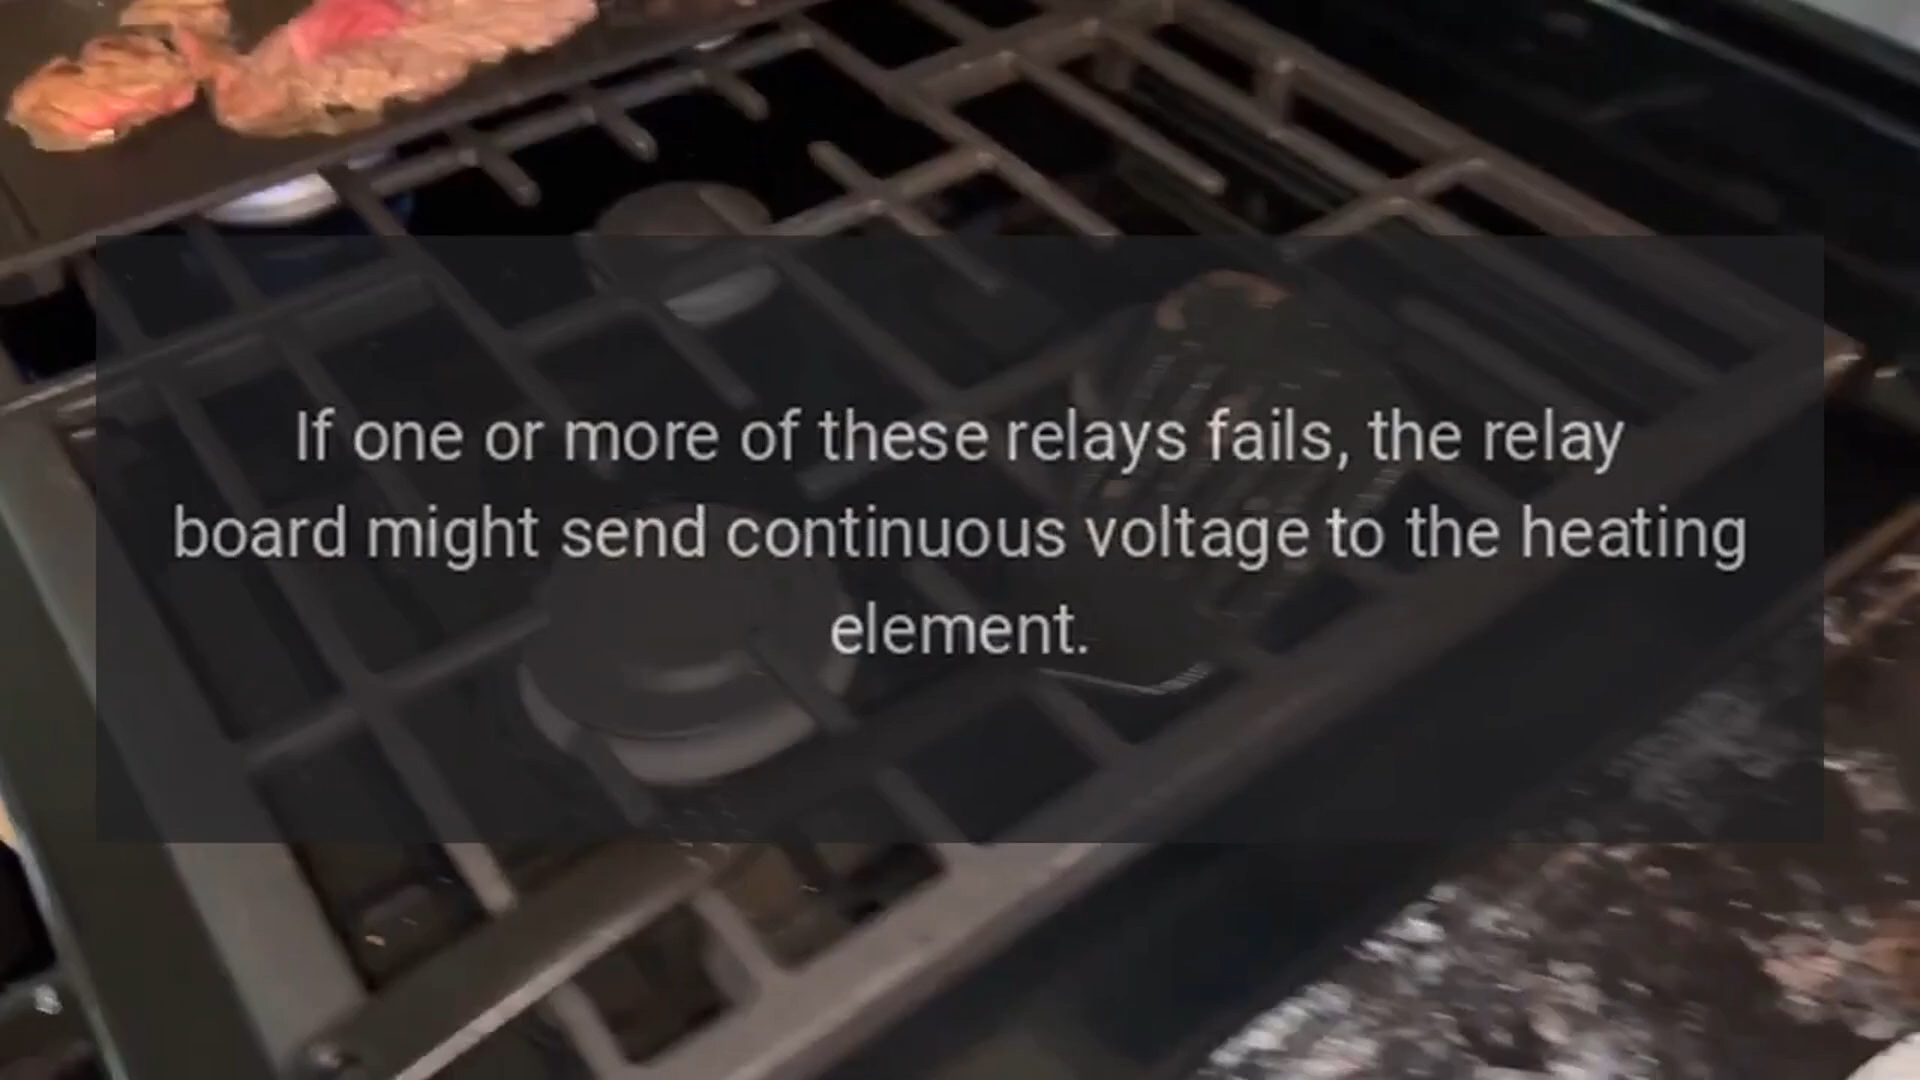 If one or more of these relays fails, the relay
board might send continuous voltage to the heating
element.